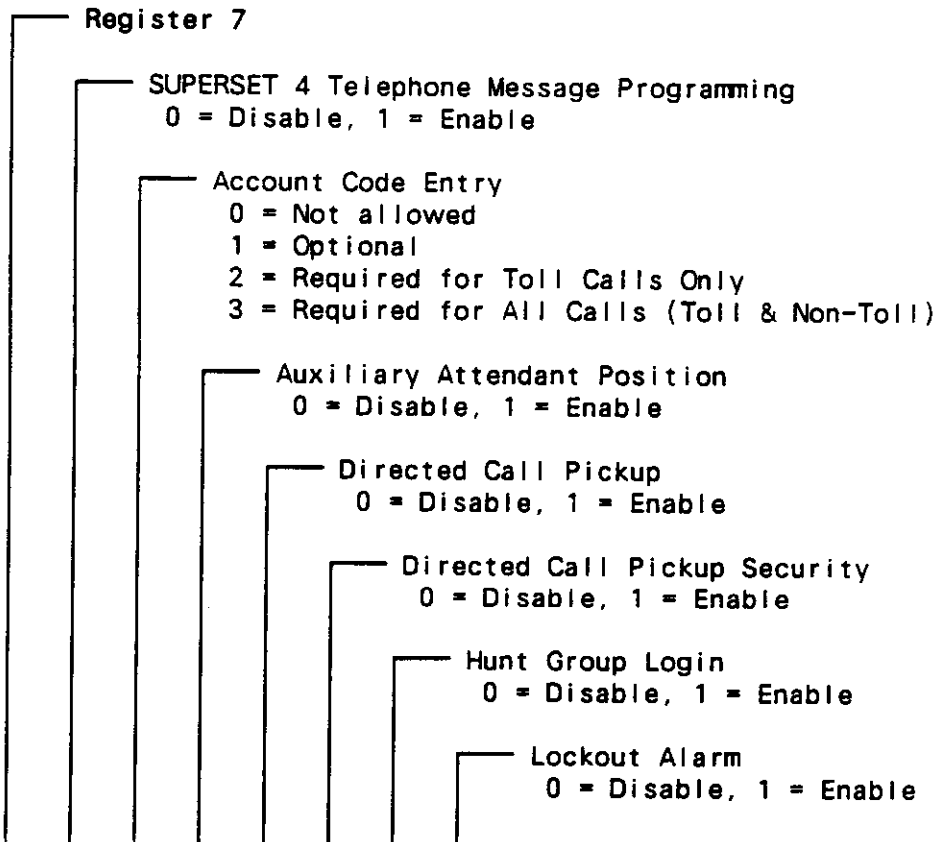 Register 7
SUPERSET 4 Telephone Message Programming
0 = Disable, 1 = Enable
Account Code Entry
0 = Not allowed
1 = Optional
2 = Required for Toll Calls Only
3 = Required for All Calls (Toll & Non-Toll)
Auxiliary Attendant Position
0 = Disable, 1 = Enable
Directed Call Pickup
0 = Disable, 1 = Enable
Directed Call Pickup Security
0 = Disable, 1 = Enable
Hunt Group Login
0 = Disable, 1 = Enable
Lockout Alarm
0 = Disable, 1 = Enable